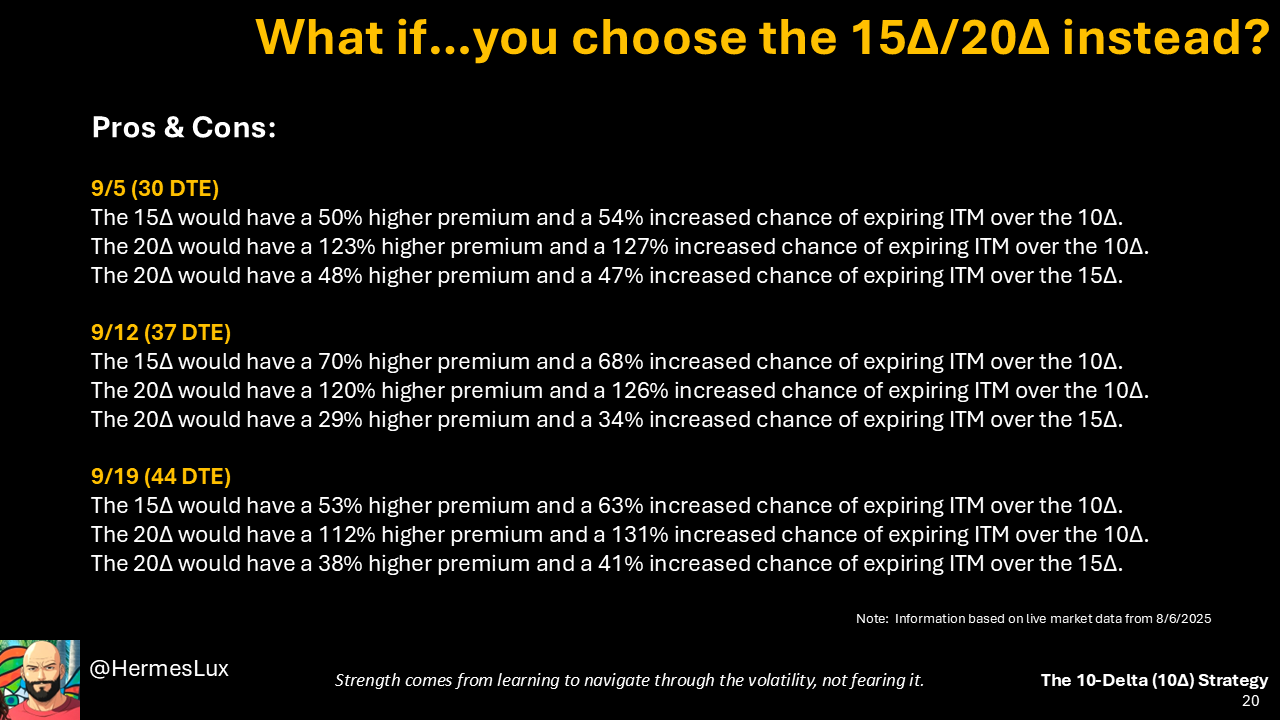 What if...you choose the 15Δ/20Δ instead?
Pros & Cons:
9/5 (30 DTE)
The 15Δ would have a 50% higher premium and a 54% increased chance of expiring ITM over the 10Δ.
The 20Δ would have a 123% higher premium and a 127% increased chance of expiring ITM over the 10Δ.
The 20Δ would have a 48% higher premium and a 47% increased chance of expiring ITM over the 15Δ.
9/12 (37 DTE)
The 15Δ would have a 70% higher premium and a 68% increased chance of expiring ITM over the 10Δ.
The 20Δ would have a 120% higher premium and a 126% increased chance of expiring ITM over the 10Δ.
The 20Δ would have a 29% higher premium and a 34% increased chance of expiring ITM over the 15Δ.
9/19 (44 DTE)
The 15Δ would have a 53% higher premium and a 63% increased chance of expiring ITM over the 10Δ.
The 20Δ would have a 112% higher premium and a 131% increased chance of expiring ITM over the 10Δ.
The 20Δ would have a 38% higher premium and a 41% increased chance of expiring ITM over the 15Δ.
Note: Information based on live market data from 8/6/2025
@HermesLux
Strength comes from learning to navigate through the volatility, not fearing it.
The 10-Delta (10Δ) Strategy
20